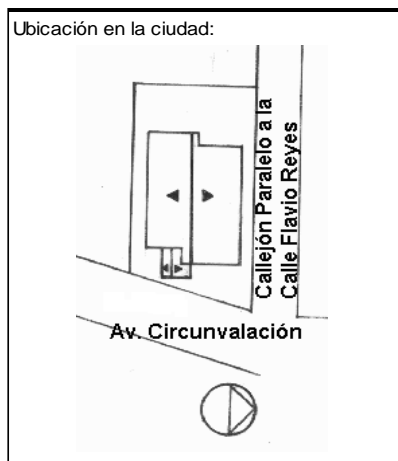 Ubicación en la ciudad:
Callejón Paralelo a la
Calle Flavio Reyes
Av. Circunvalación